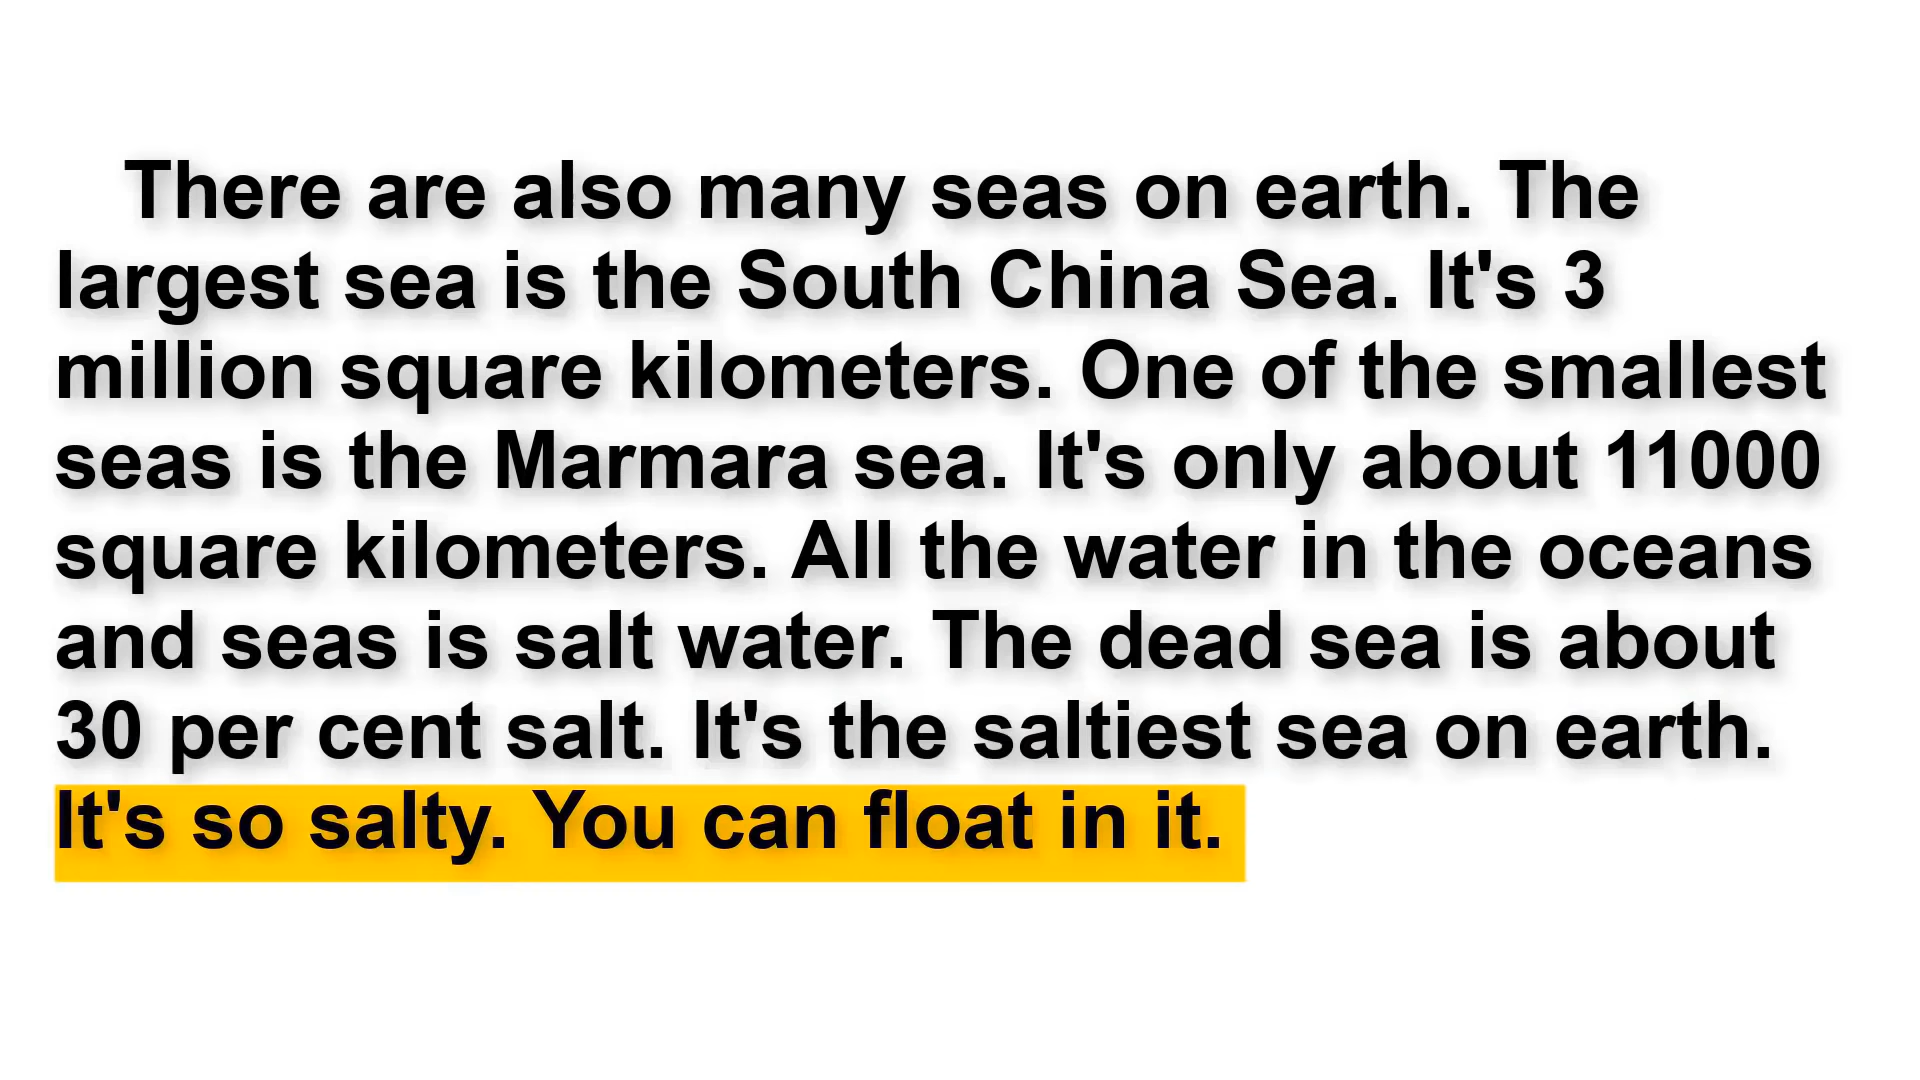 There are also many seas on earth. The
largest sea is the South China Sea. It's 3
million square kilometers. One of the smallest
seas is the Marmara sea. It's only about 11000
square kilometers. All the water in the oceans
and seas is salt water. The dead sea is about
30 per cent salt. It's the saltiest sea on earth.
It's so salty. You can float in it.